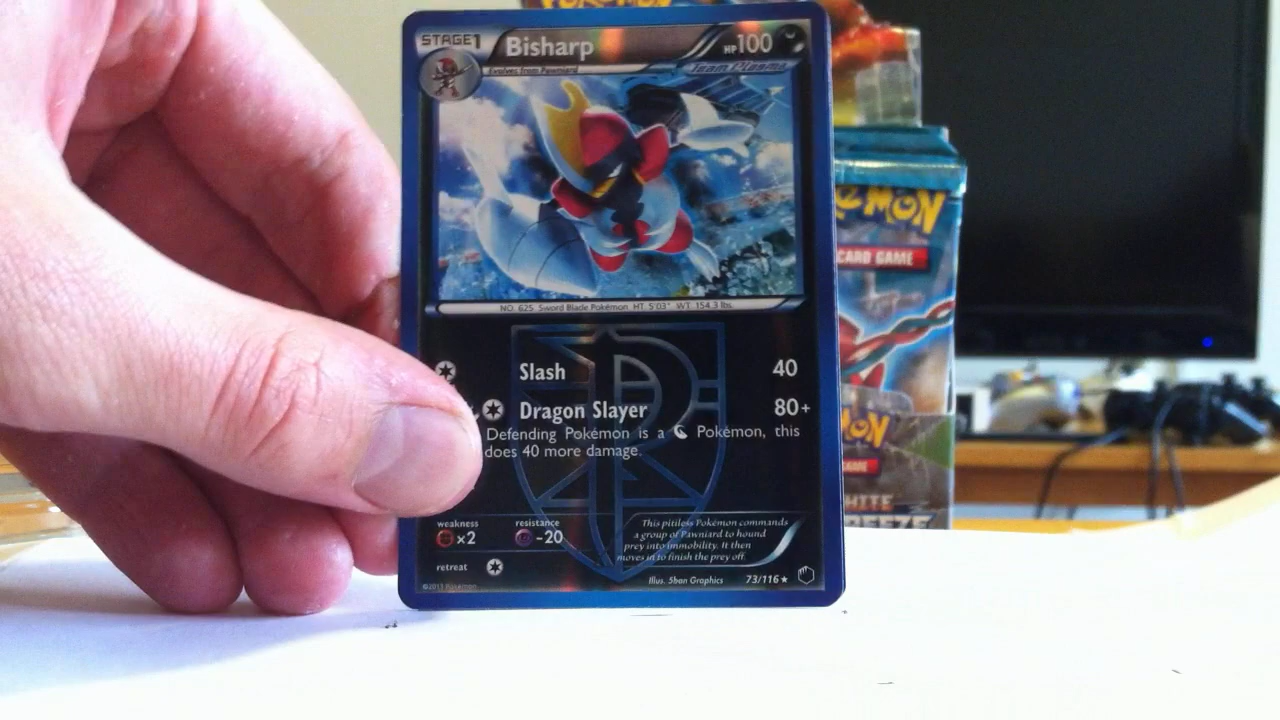 POKÉMON
STAGE1 Bisharp HP100
Evolves from Pawniard Team Plasma
NO. 625 Sword Blade Pokémon HT. 5'03" WT. 154.3 lbs.
Slash 40
Dragon Slayer 80+
Defending Pokémon is a Pokémon, this
does 40 more damage.
weakness resistance
×2 -20
retreat
This pitiless Pokémon commands
a group of Pawniard to hound
prey into immobility. It then
moves in to finish the prey off.
©2013 Pokémon Illus. 5ban Graphics 73/116★
KÉMON
CARD GAME
MON
GAME
HITE
REEZE